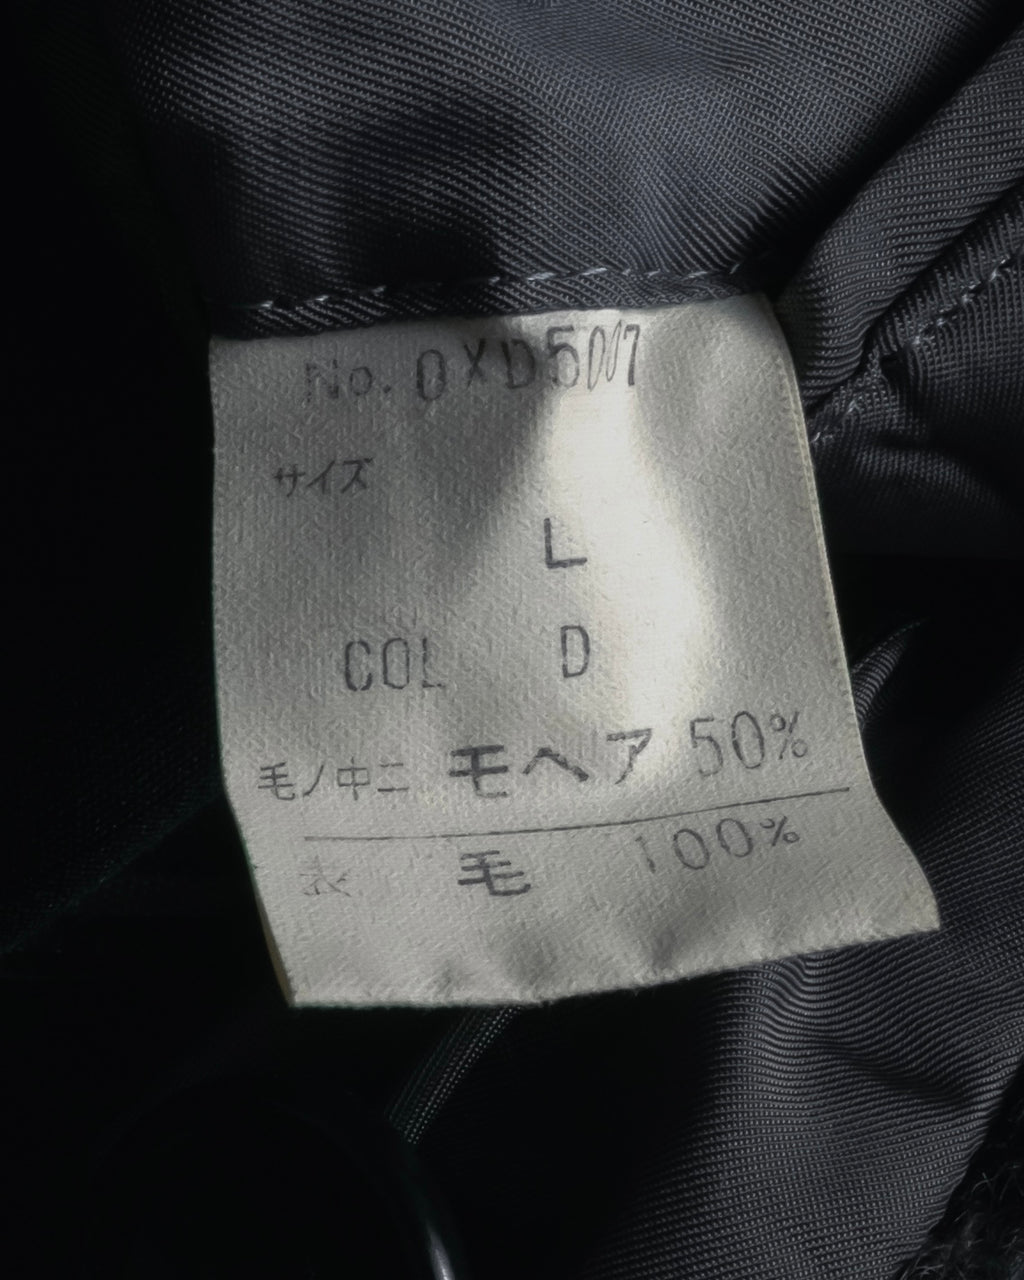 No. 0XD5007
サイズ
L
COL D
毛ノ中ニ モヘア 50%
表 毛 100%